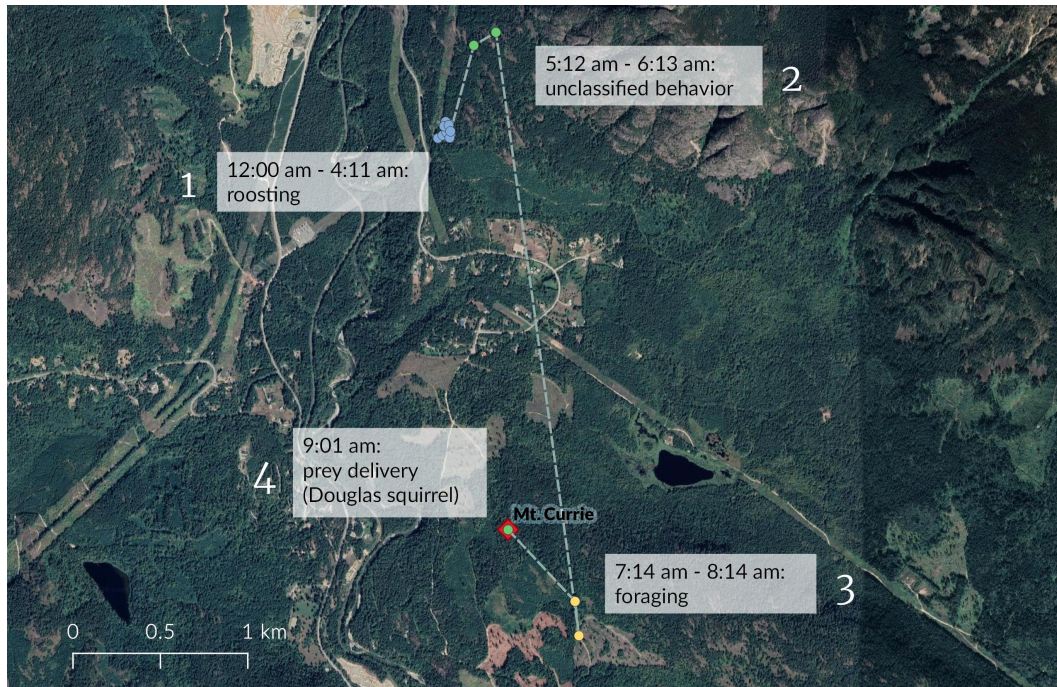 5:12 am - 6:13 am:
unclassified behavior
2
1
12:00 am - 4:11 am:
roosting
4
9:01 am:
prey delivery
(Douglas squirrel)
Mt. Currie
7:14 am - 8:14 am:
foraging
3
0 0.5 1 km